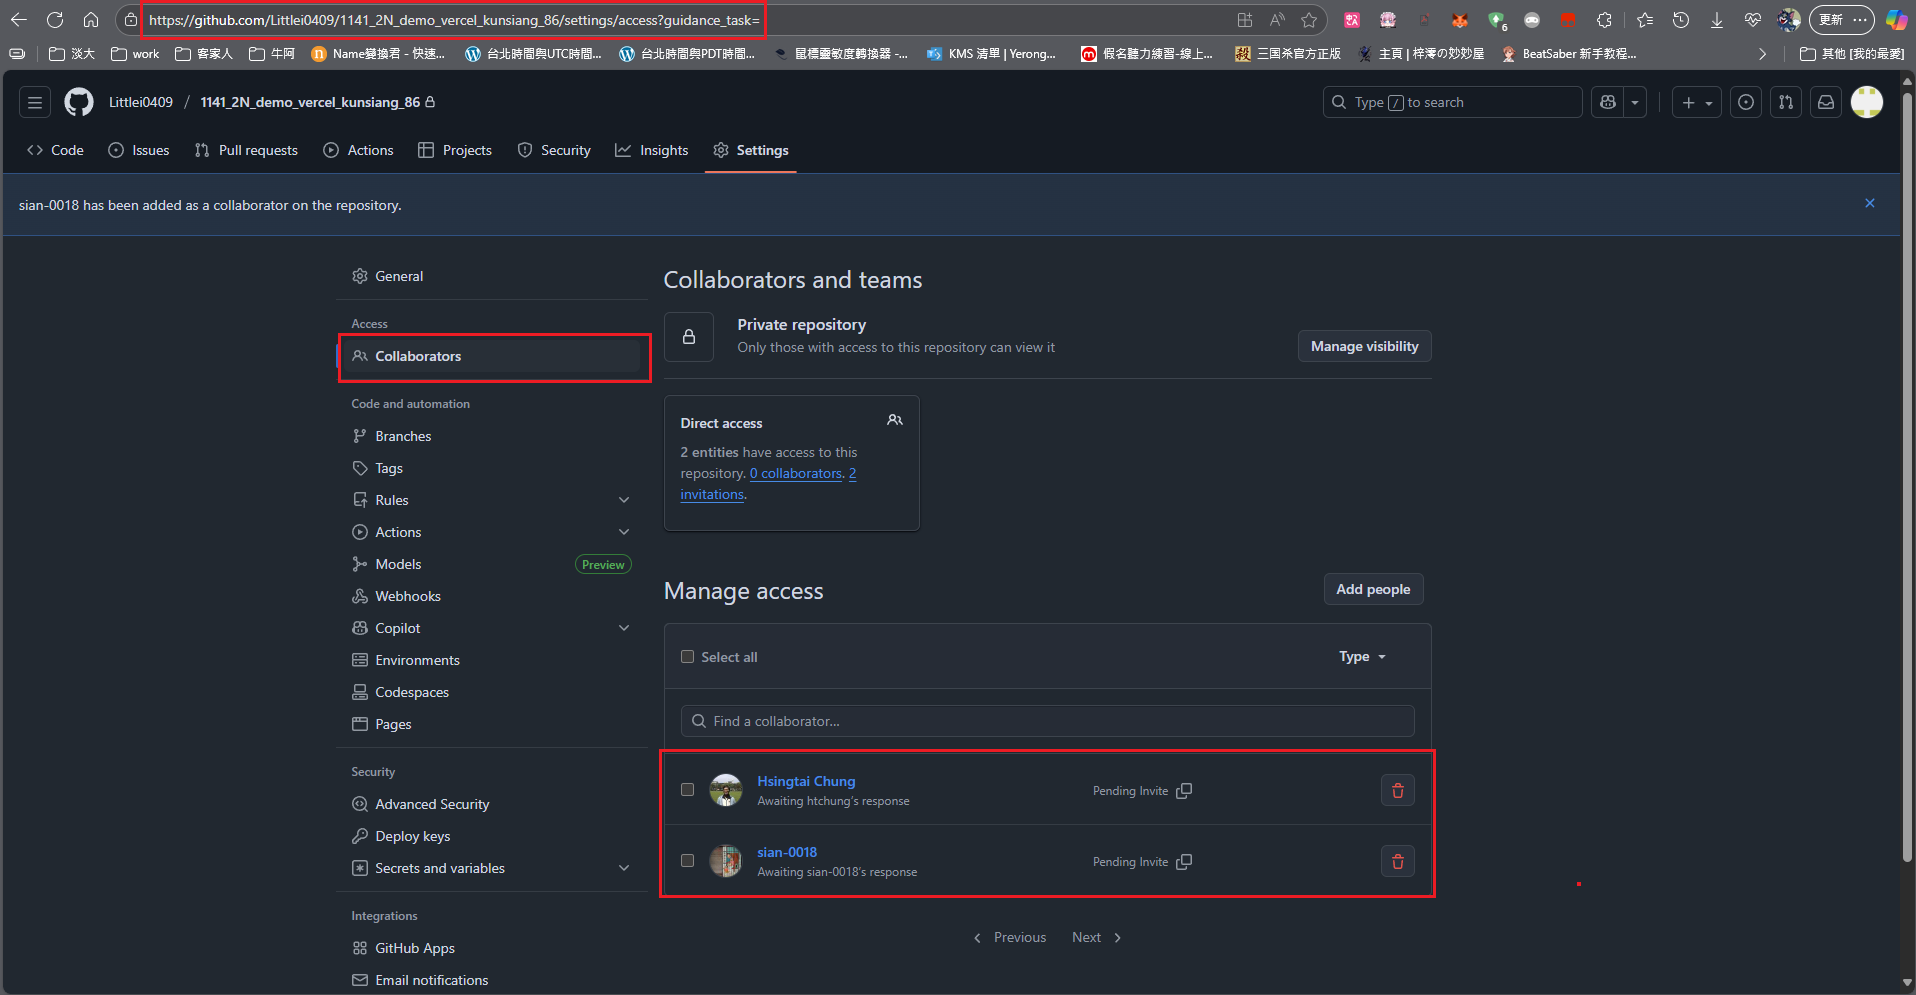 https://github.com/Littlei0409/1141_2N_demo_vercel_kunsiang_86/settings/access?guidance_task=
更新
淡大
work
客家人
牛阿
Name變換君 - 快速...
台北時間與UTC時間...
台北時間與PDT時間...
鼠標靈敏度轉換器 -...
KMS 清單 | Yerong...
假名聽力練習-線上...
三国杀官方正版
主頁 | 梓澪の妙妙屋
BeatSaber 新手教程...
其他 [我的最愛]
Littlei0409 / 1141_2N_demo_vercel_kunsiang_86
Type / to search
Code
Issues
Pull requests
Actions
Projects
Security
Insights
Settings
sian-0018 has been added as a collaborator on the repository.
General
Access
Collaborators
Code and automation
Branches
Tags
Rules
Actions
Models
Preview
Webhooks
Copilot
Environments
Codespaces
Pages
Security
Advanced Security
Deploy keys
Secrets and variables
Integrations
GitHub Apps
Email notifications
Collaborators and teams
Private repository
Only those with access to this repository can view it
Manage visibility
Direct access
2 entities have access to this
repository. 0 collaborators. 2
invitations.
Manage access
Add people
Select all
Type
Find a collaborator...
Hsingtai Chung
Awaiting htchung's response
Pending Invite
sian-0018
Awaiting sian-0018's response
Pending Invite
Previous
Next